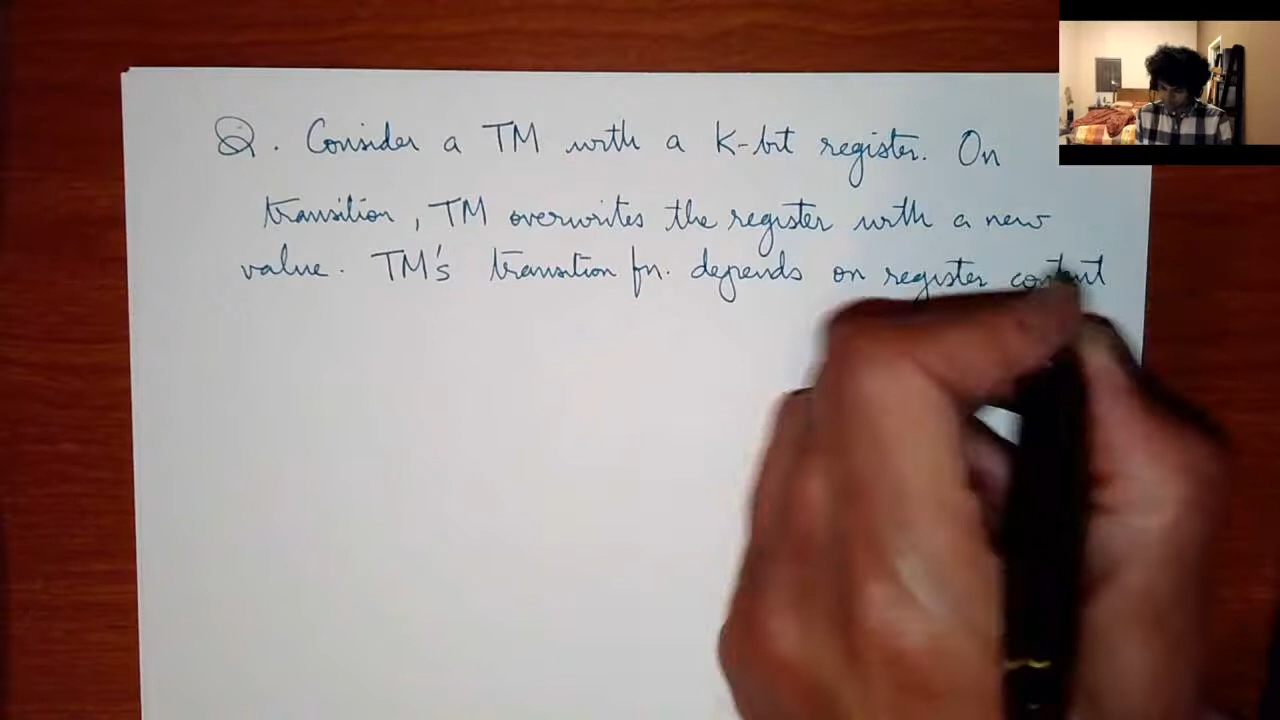 Q. Consider a TM with a K-bit register. On
transition, TM overwrites the register with a new
value. TM's transition fn. depends on register content